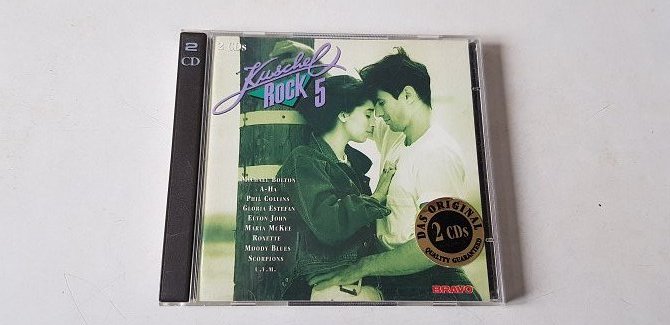 2
CD
2 CDs
Kuschel
ROCK 5
MICHAEL BOLTON
A-HA
PHIL COLLINS
GLORIA ESTEFAN
ELTON JOHN
MARIA MCKEE
ROXETTE
MOODY BLUES
SCORPIONS
U.V.M.
DAS ORIGINAL
2 CDs
QUALITY GUARANTEED
BRAVO